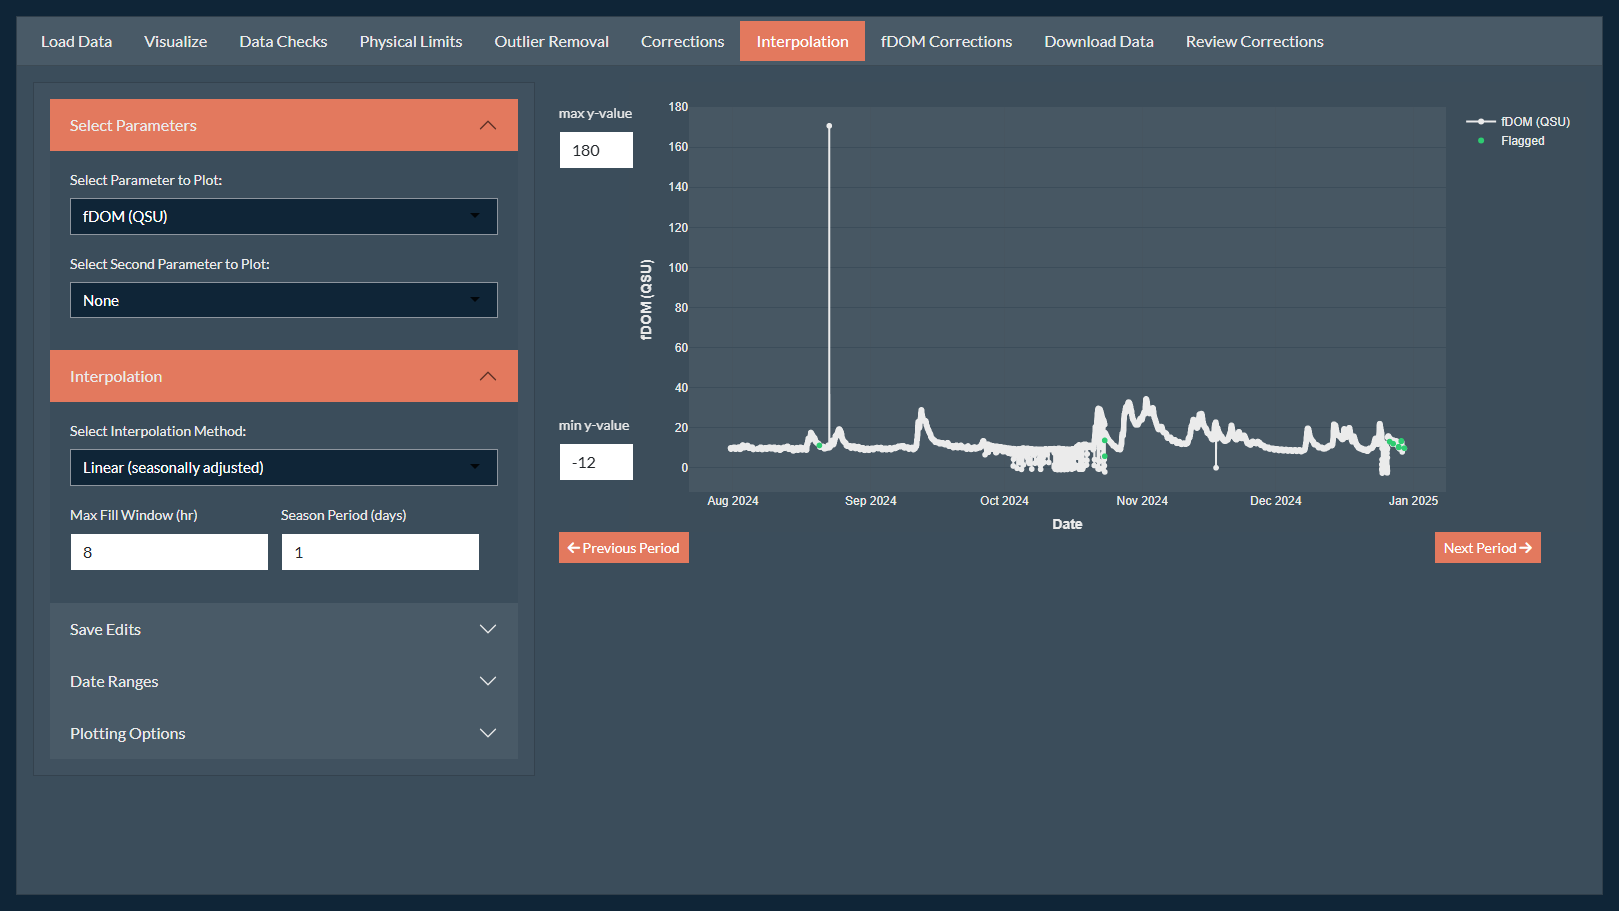 Load Data Visualize Data Checks Physical Limits Outlier Removal Corrections Interpolation fDOM Corrections Download Data Review Corrections
Select Parameters
Select Parameter to Plot:
fDOM (QSU)
Select Second Parameter to Plot:
None
Interpolation
Select Interpolation Method:
Linear (seasonally adjusted)
Max Fill Window (hr) Season Period (days)
8 1
Save Edits
Date Ranges
Plotting Options
max y-value
180
min y-value
-12
fDOM (QSU)
180
160
140
120
100
80
60
40
20
0
Aug 2024 Sep 2024 Oct 2024 Nov 2024 Dec 2024 Jan 2025
Date
fDOM (QSU)
Flagged
Previous Period Next Period